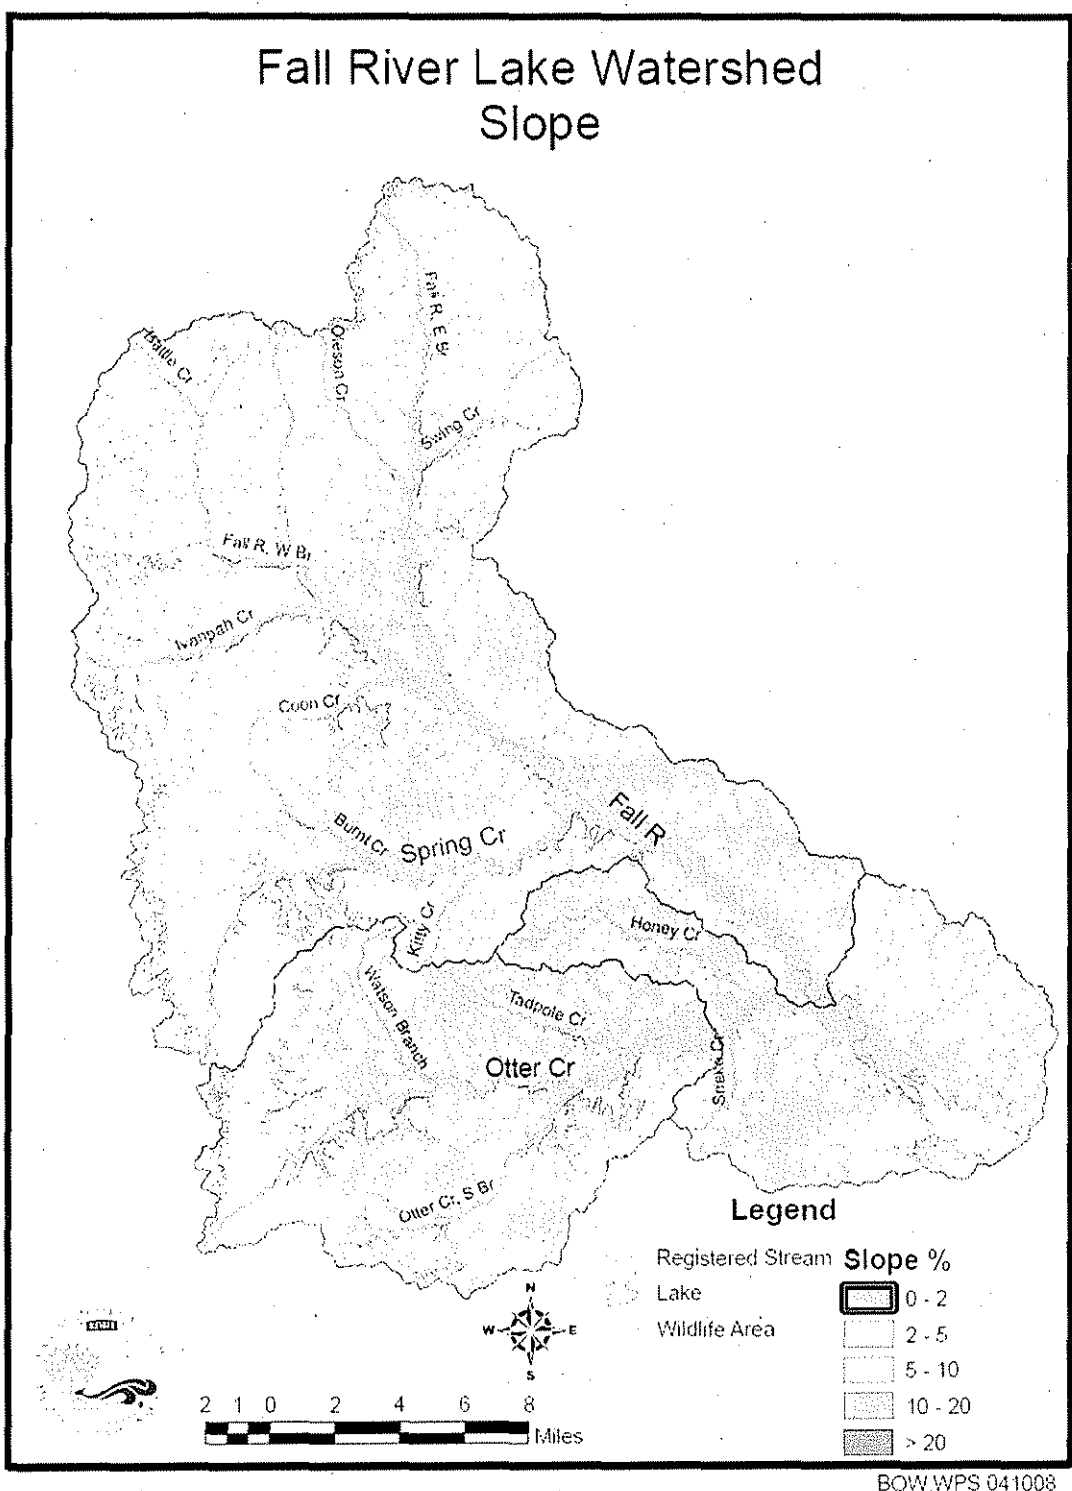 Fall River Lake Watershed
Slope
Fall R, E Br
Battle Cr
Oleson Cr
Swing Cr
Fall R, W Br
Ivanpah Cr
Coon Cr
Fall R
Burnt Cr
Spring Cr
Kitty Cr
Honey Cr
Watson Branch
Tadpole Cr
Otter Cr
Snake Cr
Otter Cr, S Br
Legend
Registered Stream
Lake
Wildlife Area
Slope %
0 - 2
2 - 5
5 - 10
10 - 20
> 20
N
W E
S
2 1 0 2 4 6 8
Miles
BOW.WPS 041008